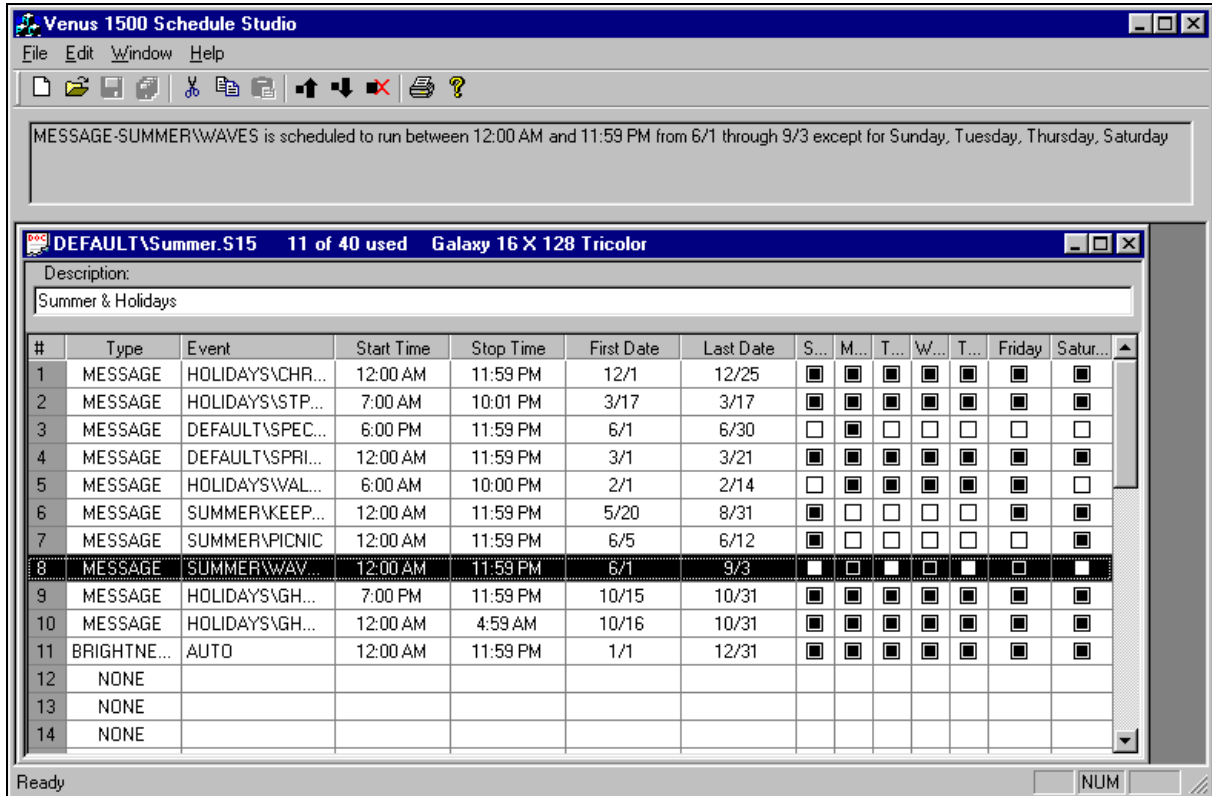 Venus 1500 Schedule Studio
File Edit Window Help
MESSAGE-SUMMER\WAVES is scheduled to run between 12:00 AM and 11:59 PM from 6/1 through 9/3 except for Sunday, Tuesday, Thursday, Saturday
DEFAULT\Summer.S15 11 of 40 used Galaxy 16 X 128 Tricolor
Description:
Summer & Holidays
# Type Event Start Time Stop Time First Date Last Date S... M... T... W... T... Friday Satur...
1 MESSAGE HOLIDAYS\CHR... 12:00 AM 11:59 PM 12/1 12/25
2 MESSAGE HOLIDAYS\STP... 7:00 AM 10:01 PM 3/17 3/17
3 MESSAGE DEFAULT\SPEC... 6:00 PM 11:59 PM 6/1 6/30
4 MESSAGE DEFAULT\SPRI... 12:00 AM 11:59 PM 3/1 3/21
5 MESSAGE HOLIDAYS\VAL... 6:00 AM 10:00 PM 2/1 2/14
6 MESSAGE SUMMER\KEEP... 12:00 AM 11:59 PM 5/20 8/31
7 MESSAGE SUMMER\PICNIC 12:00 AM 11:59 PM 6/5 6/12
8 MESSAGE SUMMER\WAV... 12:00 AM 11:59 PM 6/1 9/3
9 MESSAGE HOLIDAYS\GH... 7:00 PM 11:59 PM 10/15 10/31
10 MESSAGE HOLIDAYS\GH... 12:00 AM 4:59 AM 10/16 10/31
11 BRIGHTNE... AUTO 12:00 AM 11:59 PM 1/1 12/31
12 NONE
13 NONE
14 NONE
Ready NUM